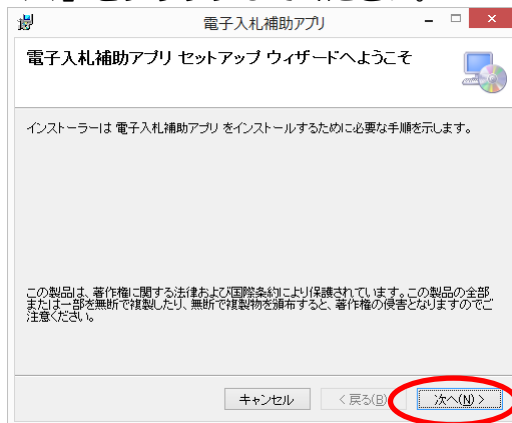 電子入札補助アプリ
電子入札補助アプリ セットアップ ウィザードへようこそ
インストーラーは 電子入札補助アプリ をインストールするために必要な手順を示します。
この製品は、著作権に関する法律および国際条約により保護されています。この製品の全部
または一部を無断で複製したり、無断で複製物を頒布すると、著作権の侵害となりますのでご
注意ください。
キャンセル < 戻る(B) 次へ(N) >